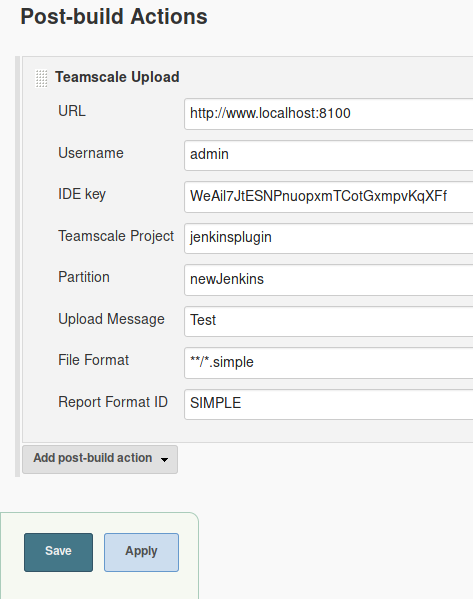 Post-build Actions
Teamscale Upload
URL http://www.localhost:8100
Username admin
IDE key WeAil7JtESNPnuopxmTCotGxmpvKqXFf
Teamscale Project jenkinsplugin
Partition newJenkins
Upload Message Test
File Format **/*.simple
Report Format ID SIMPLE
Add post-build action
Save Apply